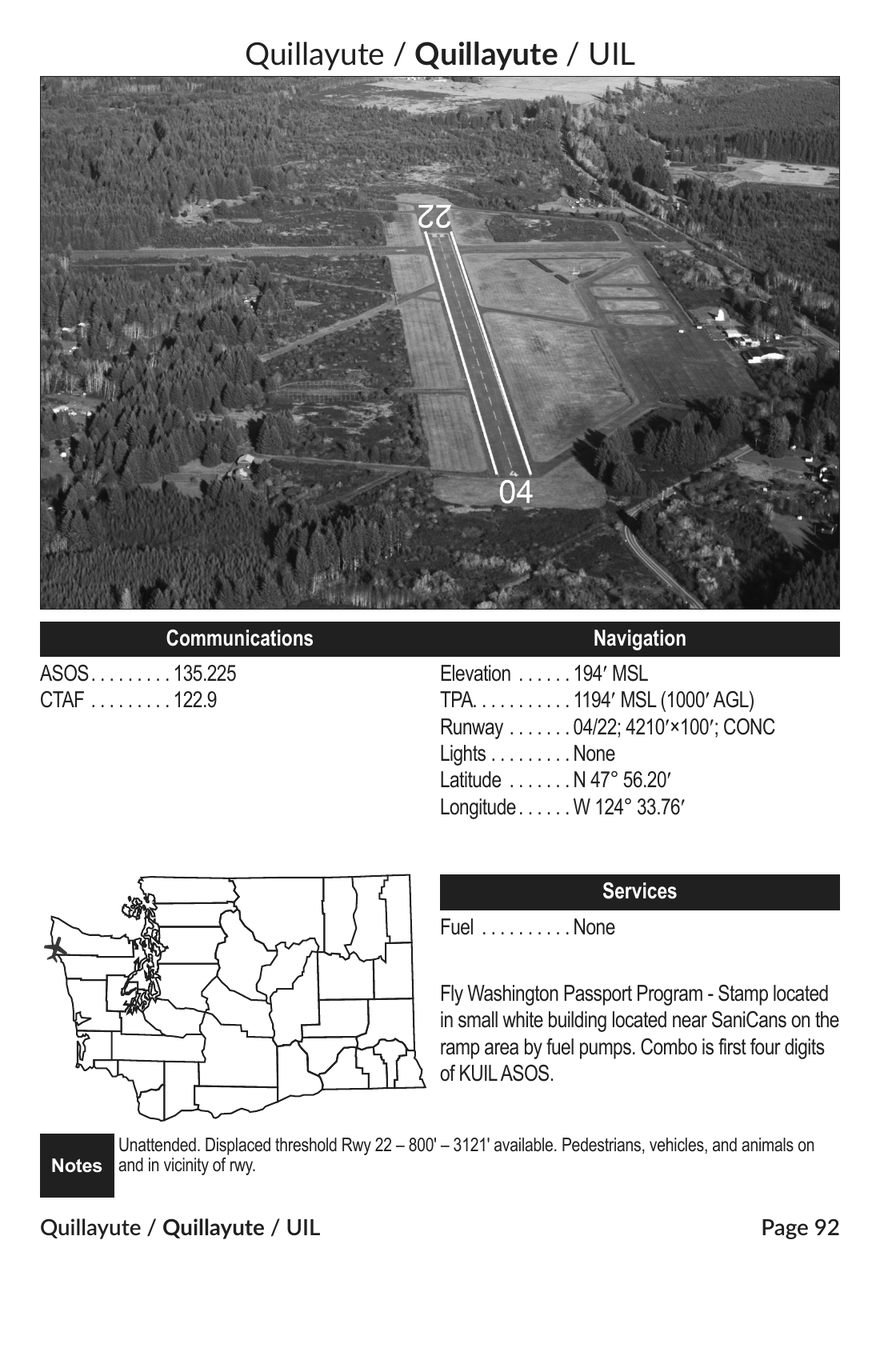 Quillayute / Quillayute / UIL
22
04
Communications
ASOS. . . . . . . . . 135.225
CTAF . . . . . . . . . 122.9
Navigation
Elevation . . . . . . 194′ MSL
TPA. . . . . . . . . . . 1194′ MSL (1000′ AGL)
Runway . . . . . . . 04/22; 4210′×100′; CONC
Lights . . . . . . . . . None
Latitude . . . . . . . N 47° 56.20′
Longitude . . . . . . W 124° 33.76′
Services
Fuel . . . . . . . . . . None
Fly Washington Passport Program - Stamp located
in small white building located near SaniCans on the
ramp area by fuel pumps. Combo is first four digits
of KUIL ASOS.
Notes
Unattended. Displaced threshold Rwy 22 – 800' – 3121' available. Pedestrians, vehicles, and animals on
and in vicinity of rwy.
Quillayute / Quillayute / UIL
Page 92